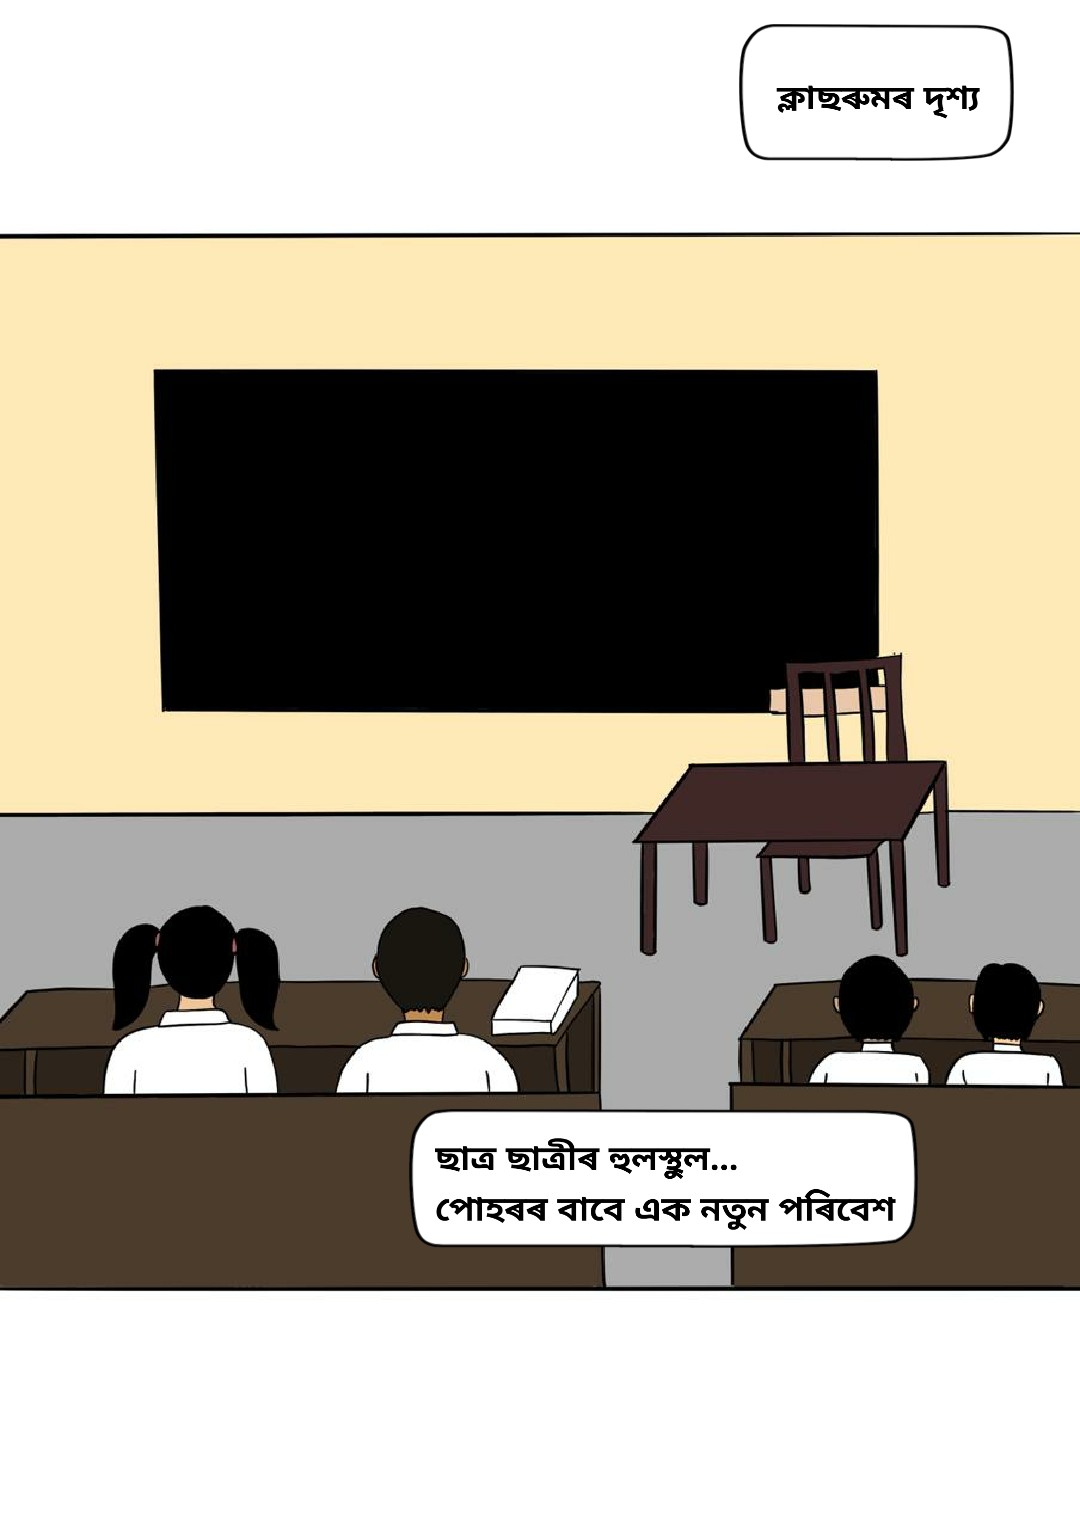 ক্লাছৰুমৰ দৃশ্য
ছাত্ৰ ছাত্ৰীৰ হুলস্থুল...
পোহৰৰ বাবে এক নতুন পৰিবেশ